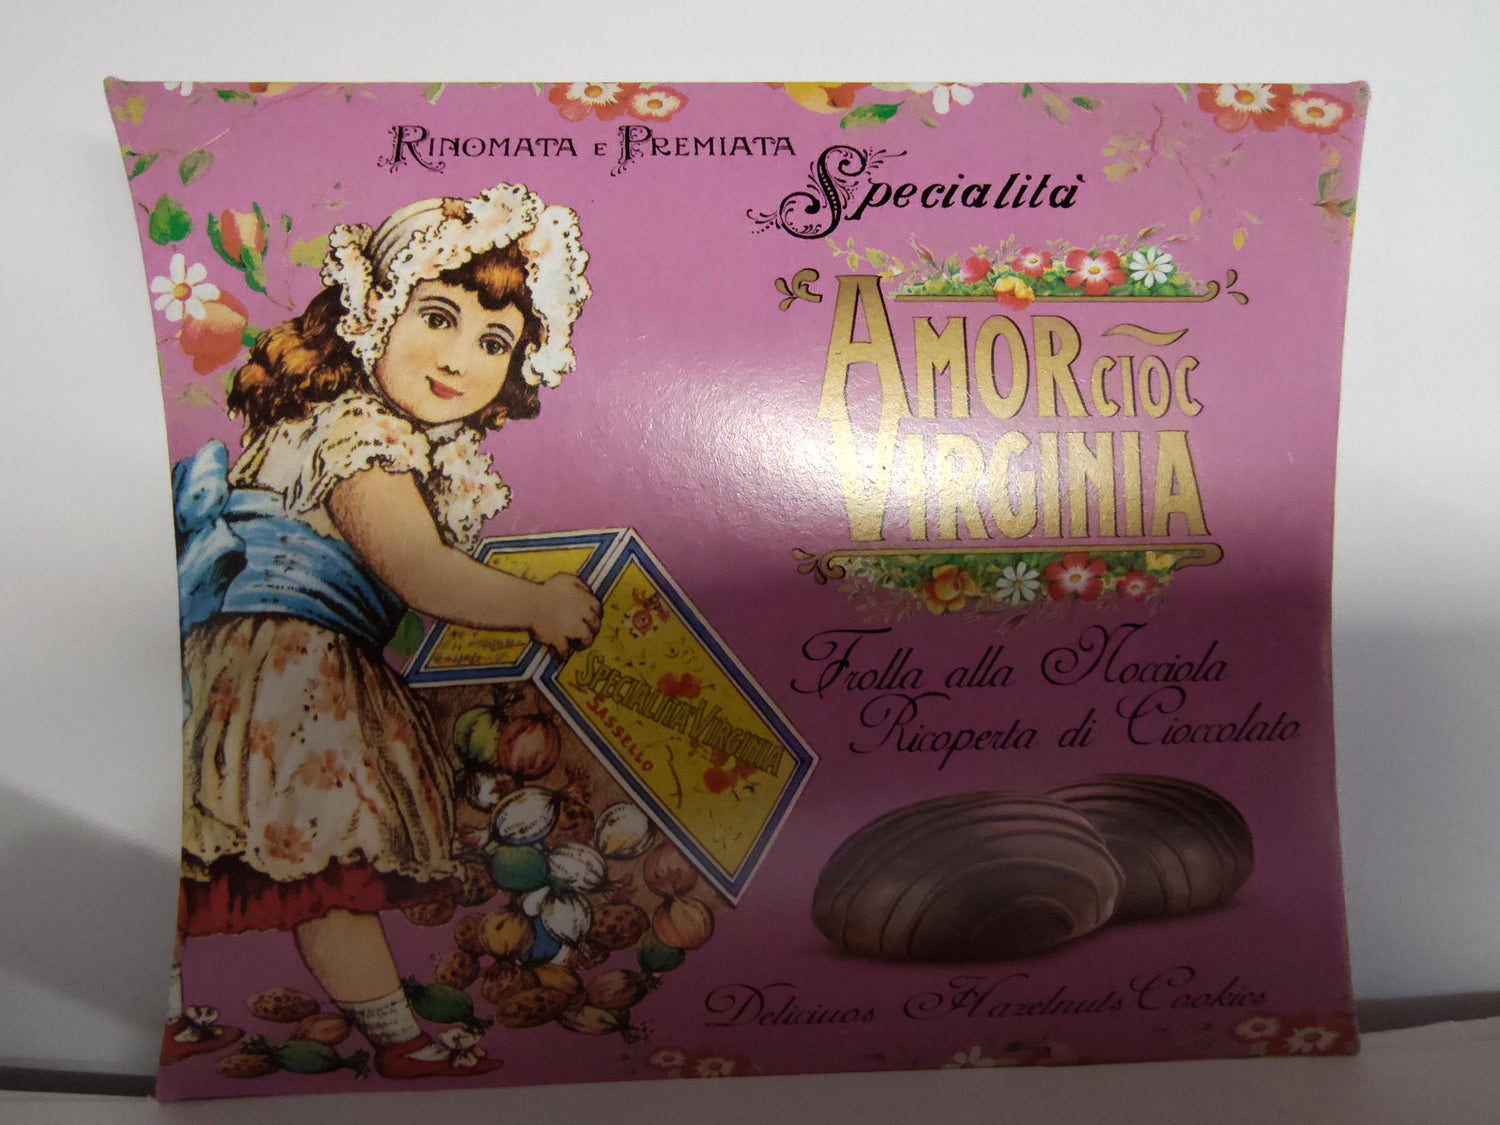 RINOMATA E PREMIATA
Specialità
AMOR CIOC
VIRGINIA
Frolla alla Nocciola
Ricoperta di Cioccolato
SPECIALITÀ VIRGINIA
SASSELLO
Deliciuos Hazelnuts Cookies